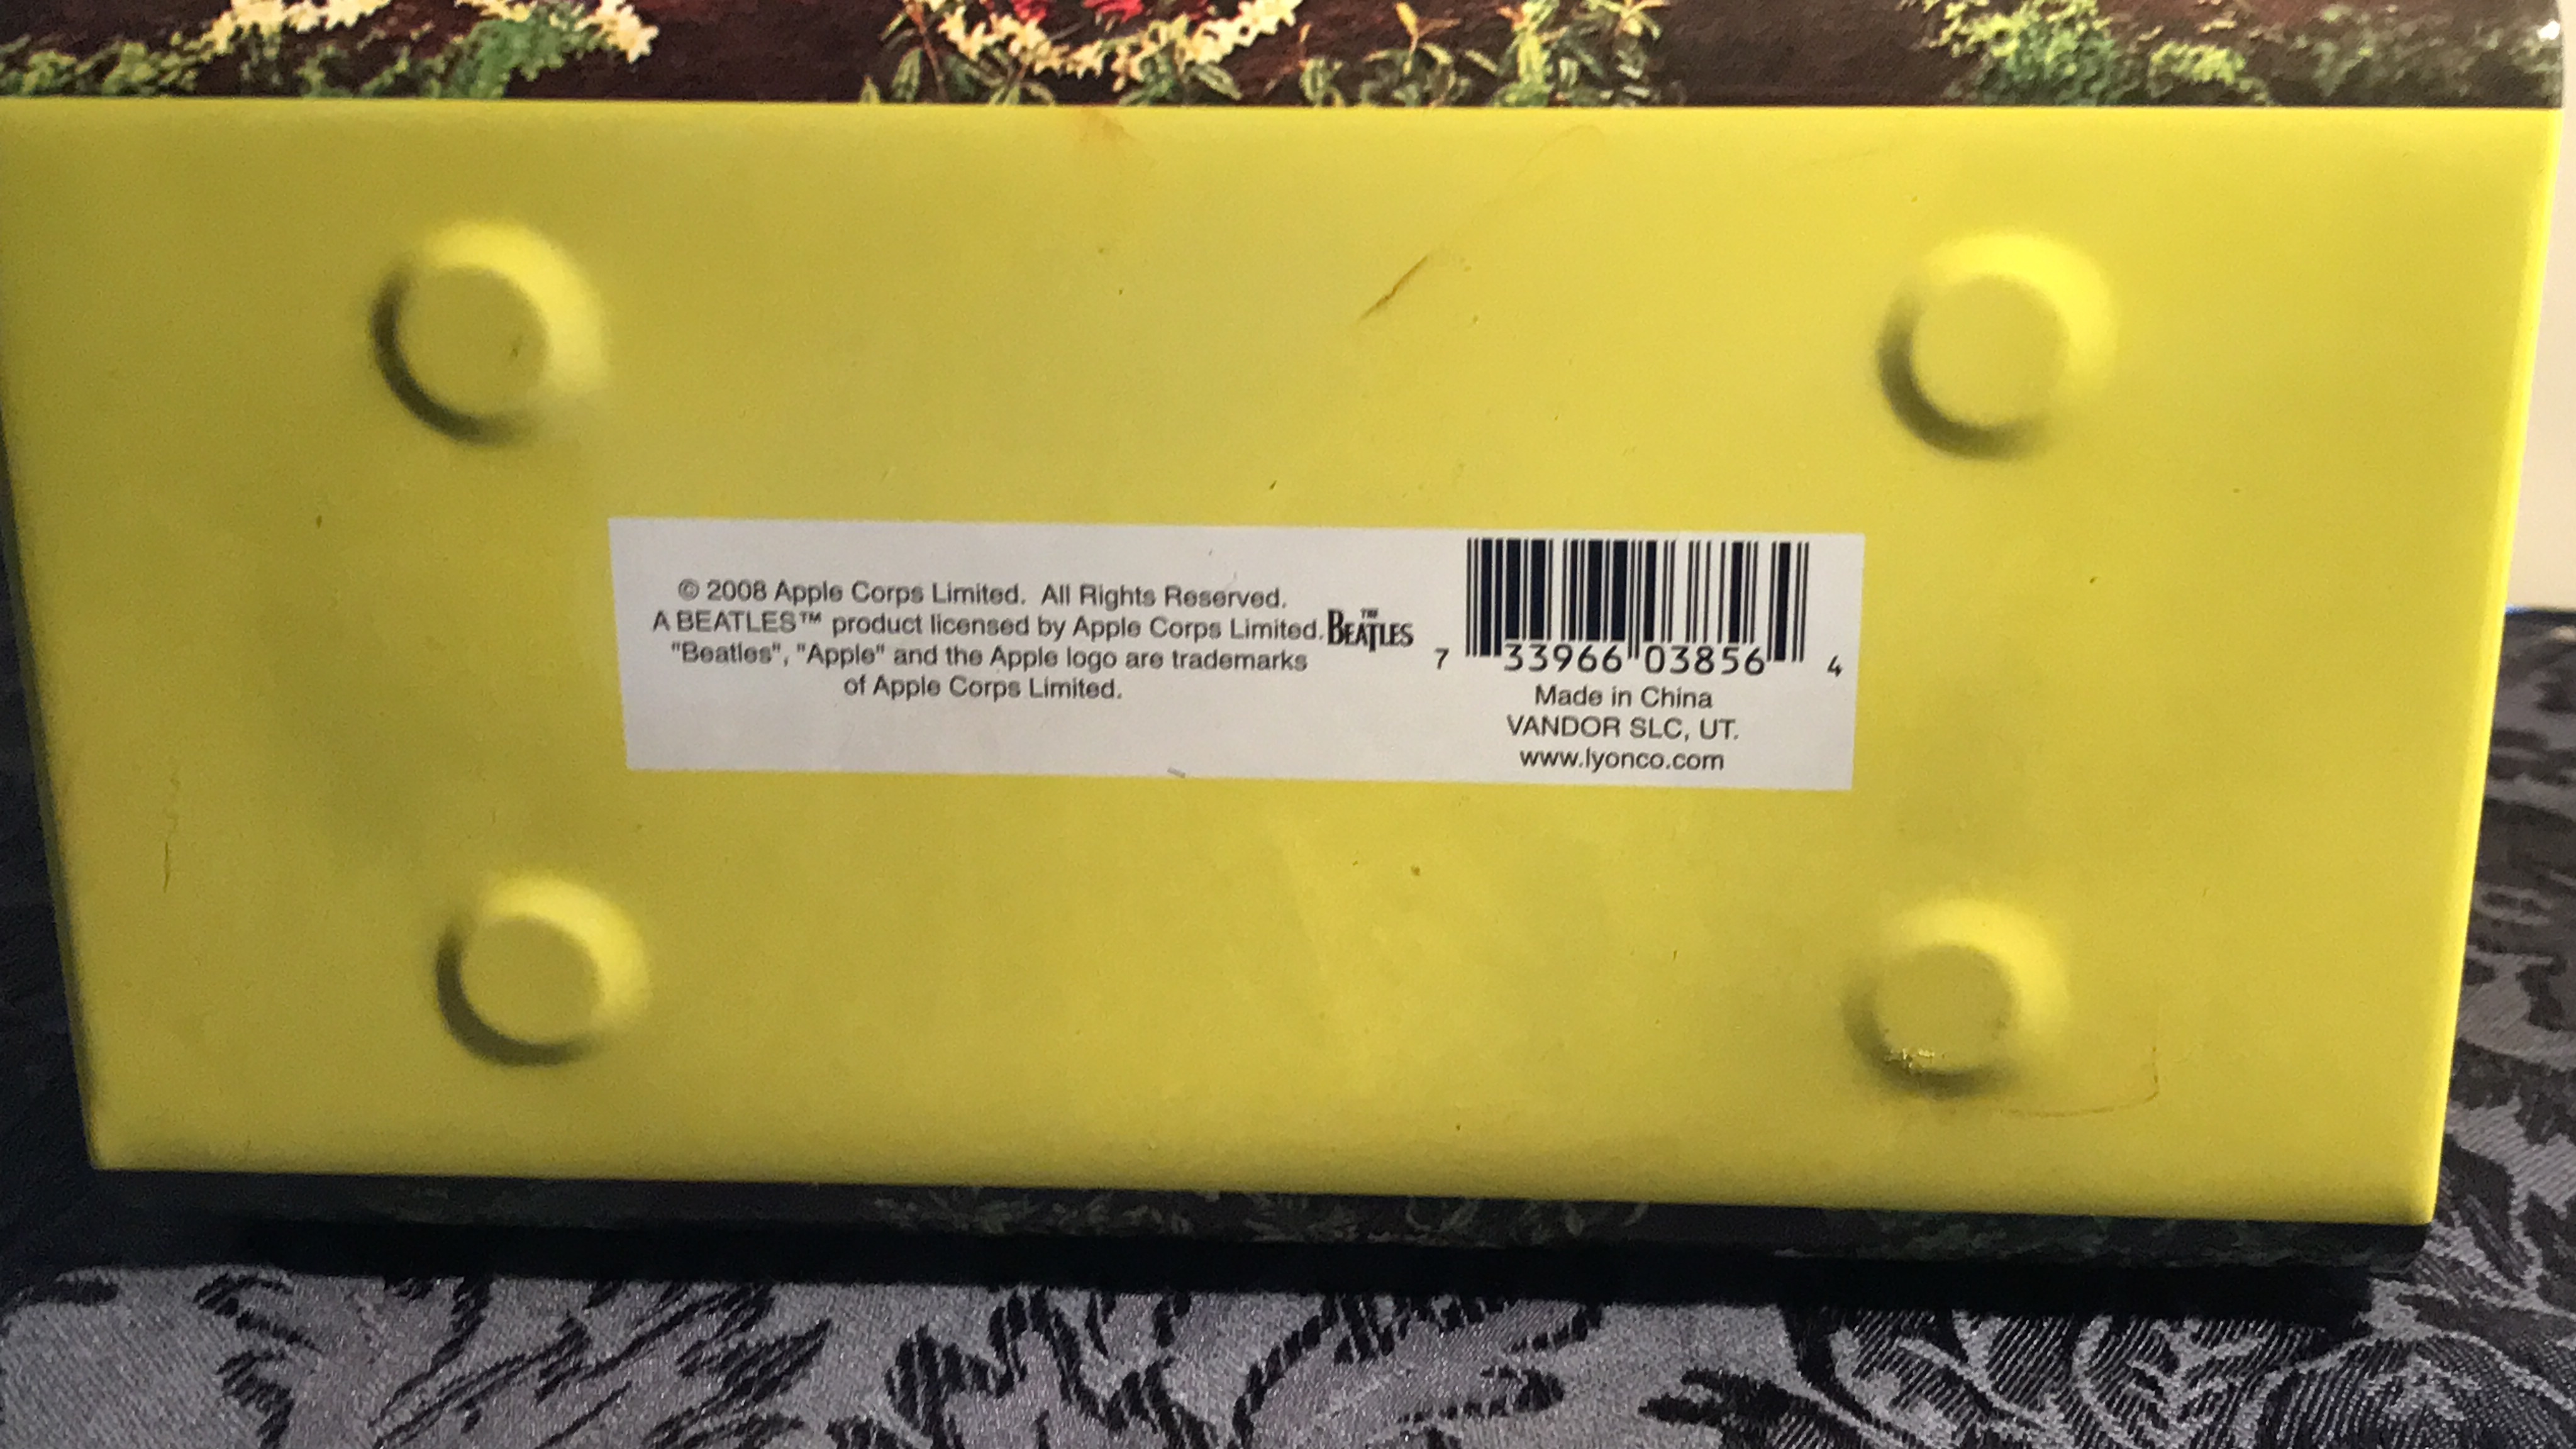 © 2008 Apple Corps Limited. All Rights Reserved.
A BEATLES™ product licensed by Apple Corps Limited.
"Beatles", "Apple" and the Apple logo are trademarks
of Apple Corps Limited.
THE
BEATLES
7 33966 03856 4
Made in China
VANDOR SLC, UT.
www.lyonco.com